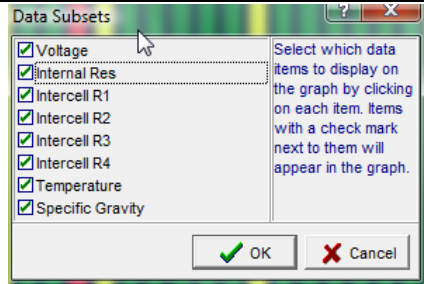 Data Subsets
Voltage
Internal Res
Intercell R1
Intercell R2
Intercell R3
Intercell R4
Temperature
Specific Gravity
Select which data
items to display on
the graph by clicking
on each item. Items
with a check mark
next to them will
appear in the graph.
OK
Cancel